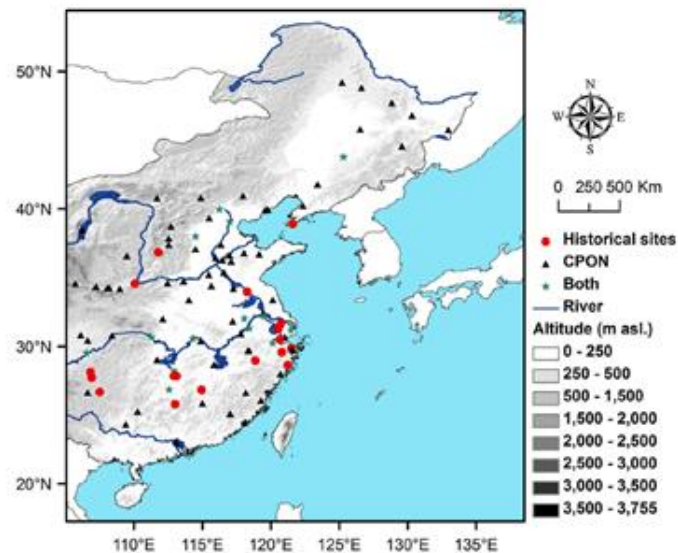 50°N
40°N
30°N
20°N
110°E 115°E 120°E 125°E 130°E 135°E
N
W E
S
0 250 500 Km
Historical sites
CPON
Both
River
Altitude (m asl.)
0 - 250
250 - 500
500 - 1,500
1,500 - 2,000
2,000 - 2,500
2,500 - 3,000
3,000 - 3,500
3,500 - 3,755